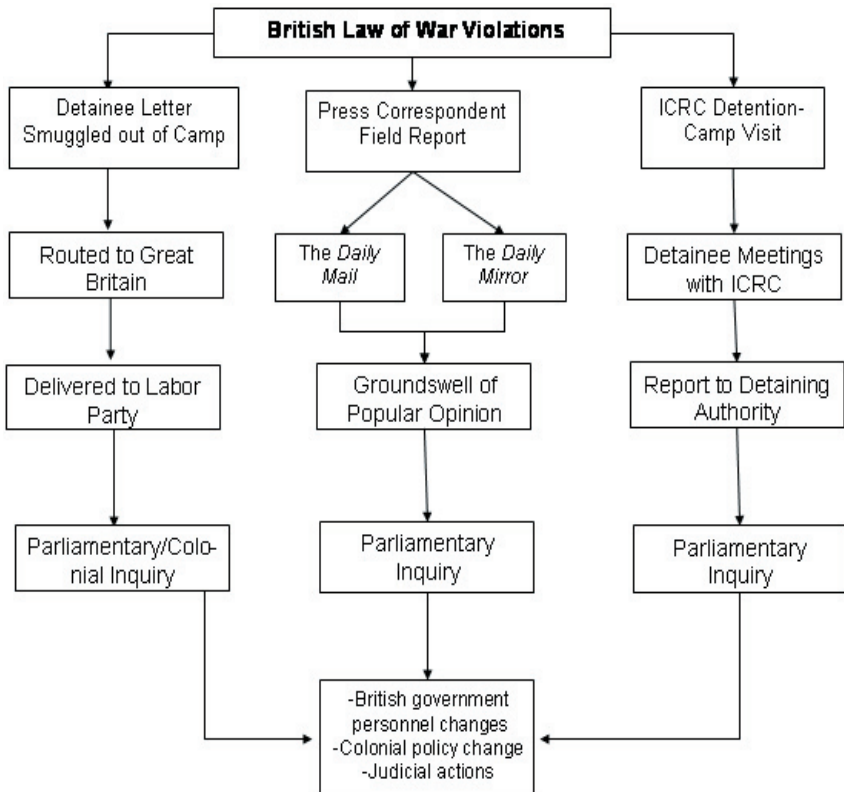 British Law of War Violations
Detainee Letter
Smuggled out of Camp
Press Correspondent
Field Report
ICRC Detention-
Camp Visit
Routed to Great
Britain
The Daily
Mail
The Daily
Mirror
Detainee Meetings
with ICRC
Delivered to Labor
Party
Groundswell of
Popular Opinion
Report to Detaining
Authority
Parliamentary/Colo-
nial Inquiry
Parliamentary
Inquiry
Parliamentary
Inquiry
-British government
personnel changes
-Colonial policy change
-Judicial actions